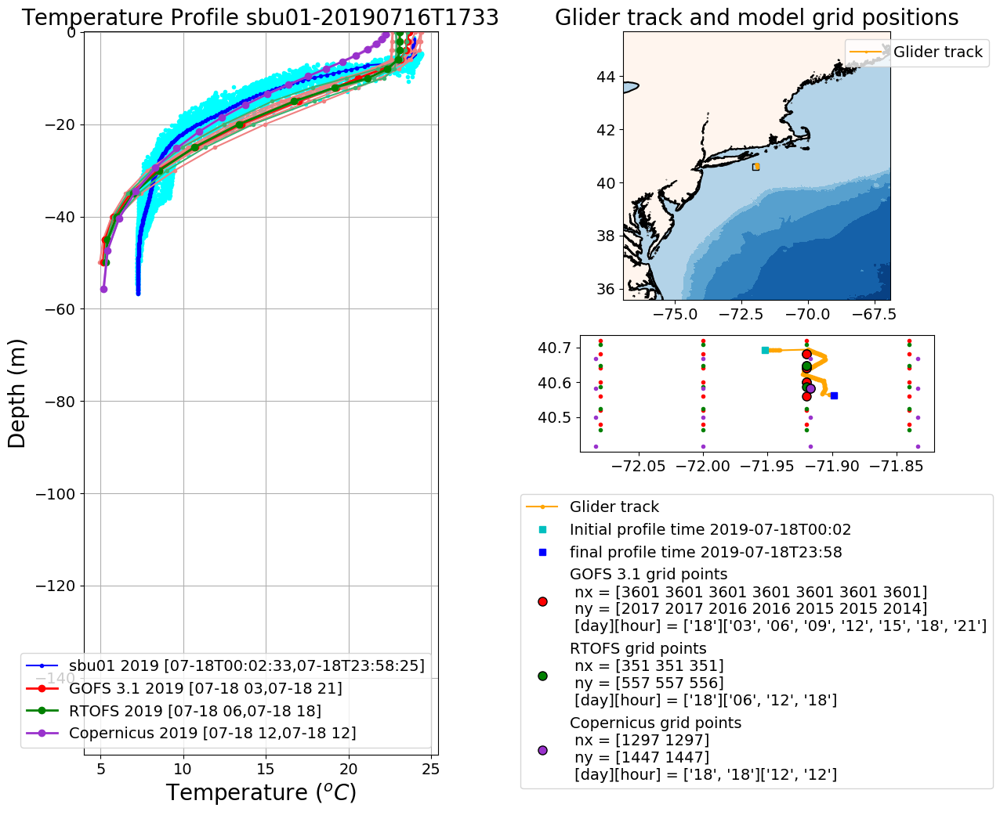 Temperature Profile sbu01-20190716T1733
0
−20
−40
−60
−80
−100
−120
−140
Depth (m)
5
10
15
20
25
Temperature (°C)
sbu01 2019 [07-18T00:02:33,07-18T23:58:25]
GOFS 3.1 2019 [07-18 03,07-18 21]
RTOFS 2019 [07-18 06,07-18 18]
Copernicus 2019 [07-18 12,07-18 12]
Glider track and model grid positions
Glider track
44
42
40
38
36
−75.0
−72.5
−70.0
−67.5
40.7
40.6
40.5
−72.05
−72.00
−71.95
−71.90
−71.85
Glider track
Initial profile time 2019-07-18T00:02
final profile time 2019-07-18T23:58
GOFS 3.1 grid points
nx = [3601 3601 3601 3601 3601 3601 3601]
ny = [2017 2017 2016 2016 2015 2015 2014]
[day][hour] = ['18']['03', '06', '09', '12', '15', '18', '21']
RTOFS grid points
nx = [351 351 351]
ny = [557 557 556]
[day][hour] = ['18']['06', '12', '18']
Copernicus grid points
nx = [1297 1297]
ny = [1447 1447]
[day][hour] = ['18', '18']['12', '12']